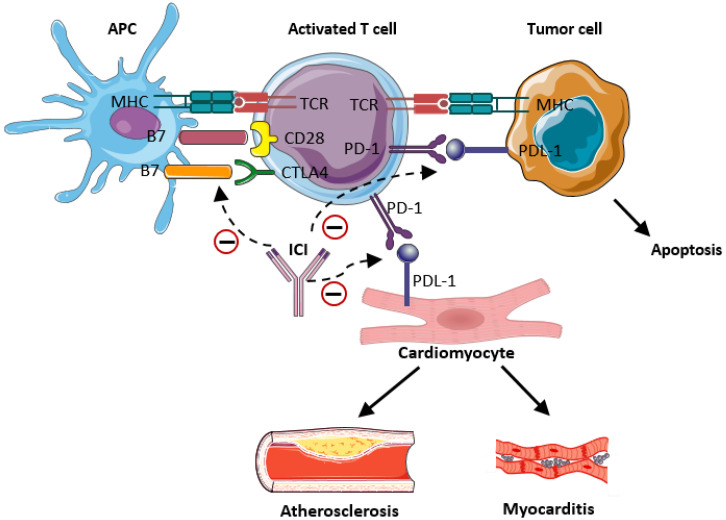 APC
Activated T cell
Tumor cell
MHC
TCR
TCR
MHC
B7
CD28
PD-1
PDL-1
B7
CTLA4
PD-1
ICI
Apoptosis
PDL-1
Cardiomyocyte
Atherosclerosis
Myocarditis